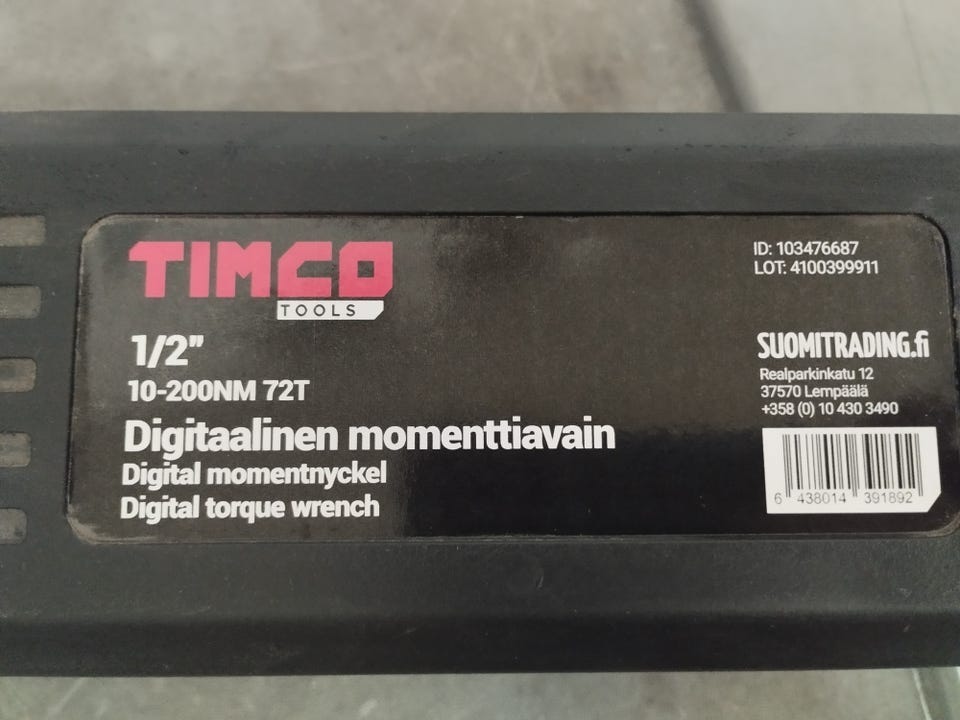 TIMCO
TOOLS
1/2”
10-200NM 72T
Digitaalinen momenttiavain
Digital momentnyckel
Digital torque wrench
ID: 103476687
LOT: 4100399911
SUOMITRADING.fi
Realparkinkatu 12
37570 Lempäälä
+358 (0) 10 430 3490
6 438014 391892